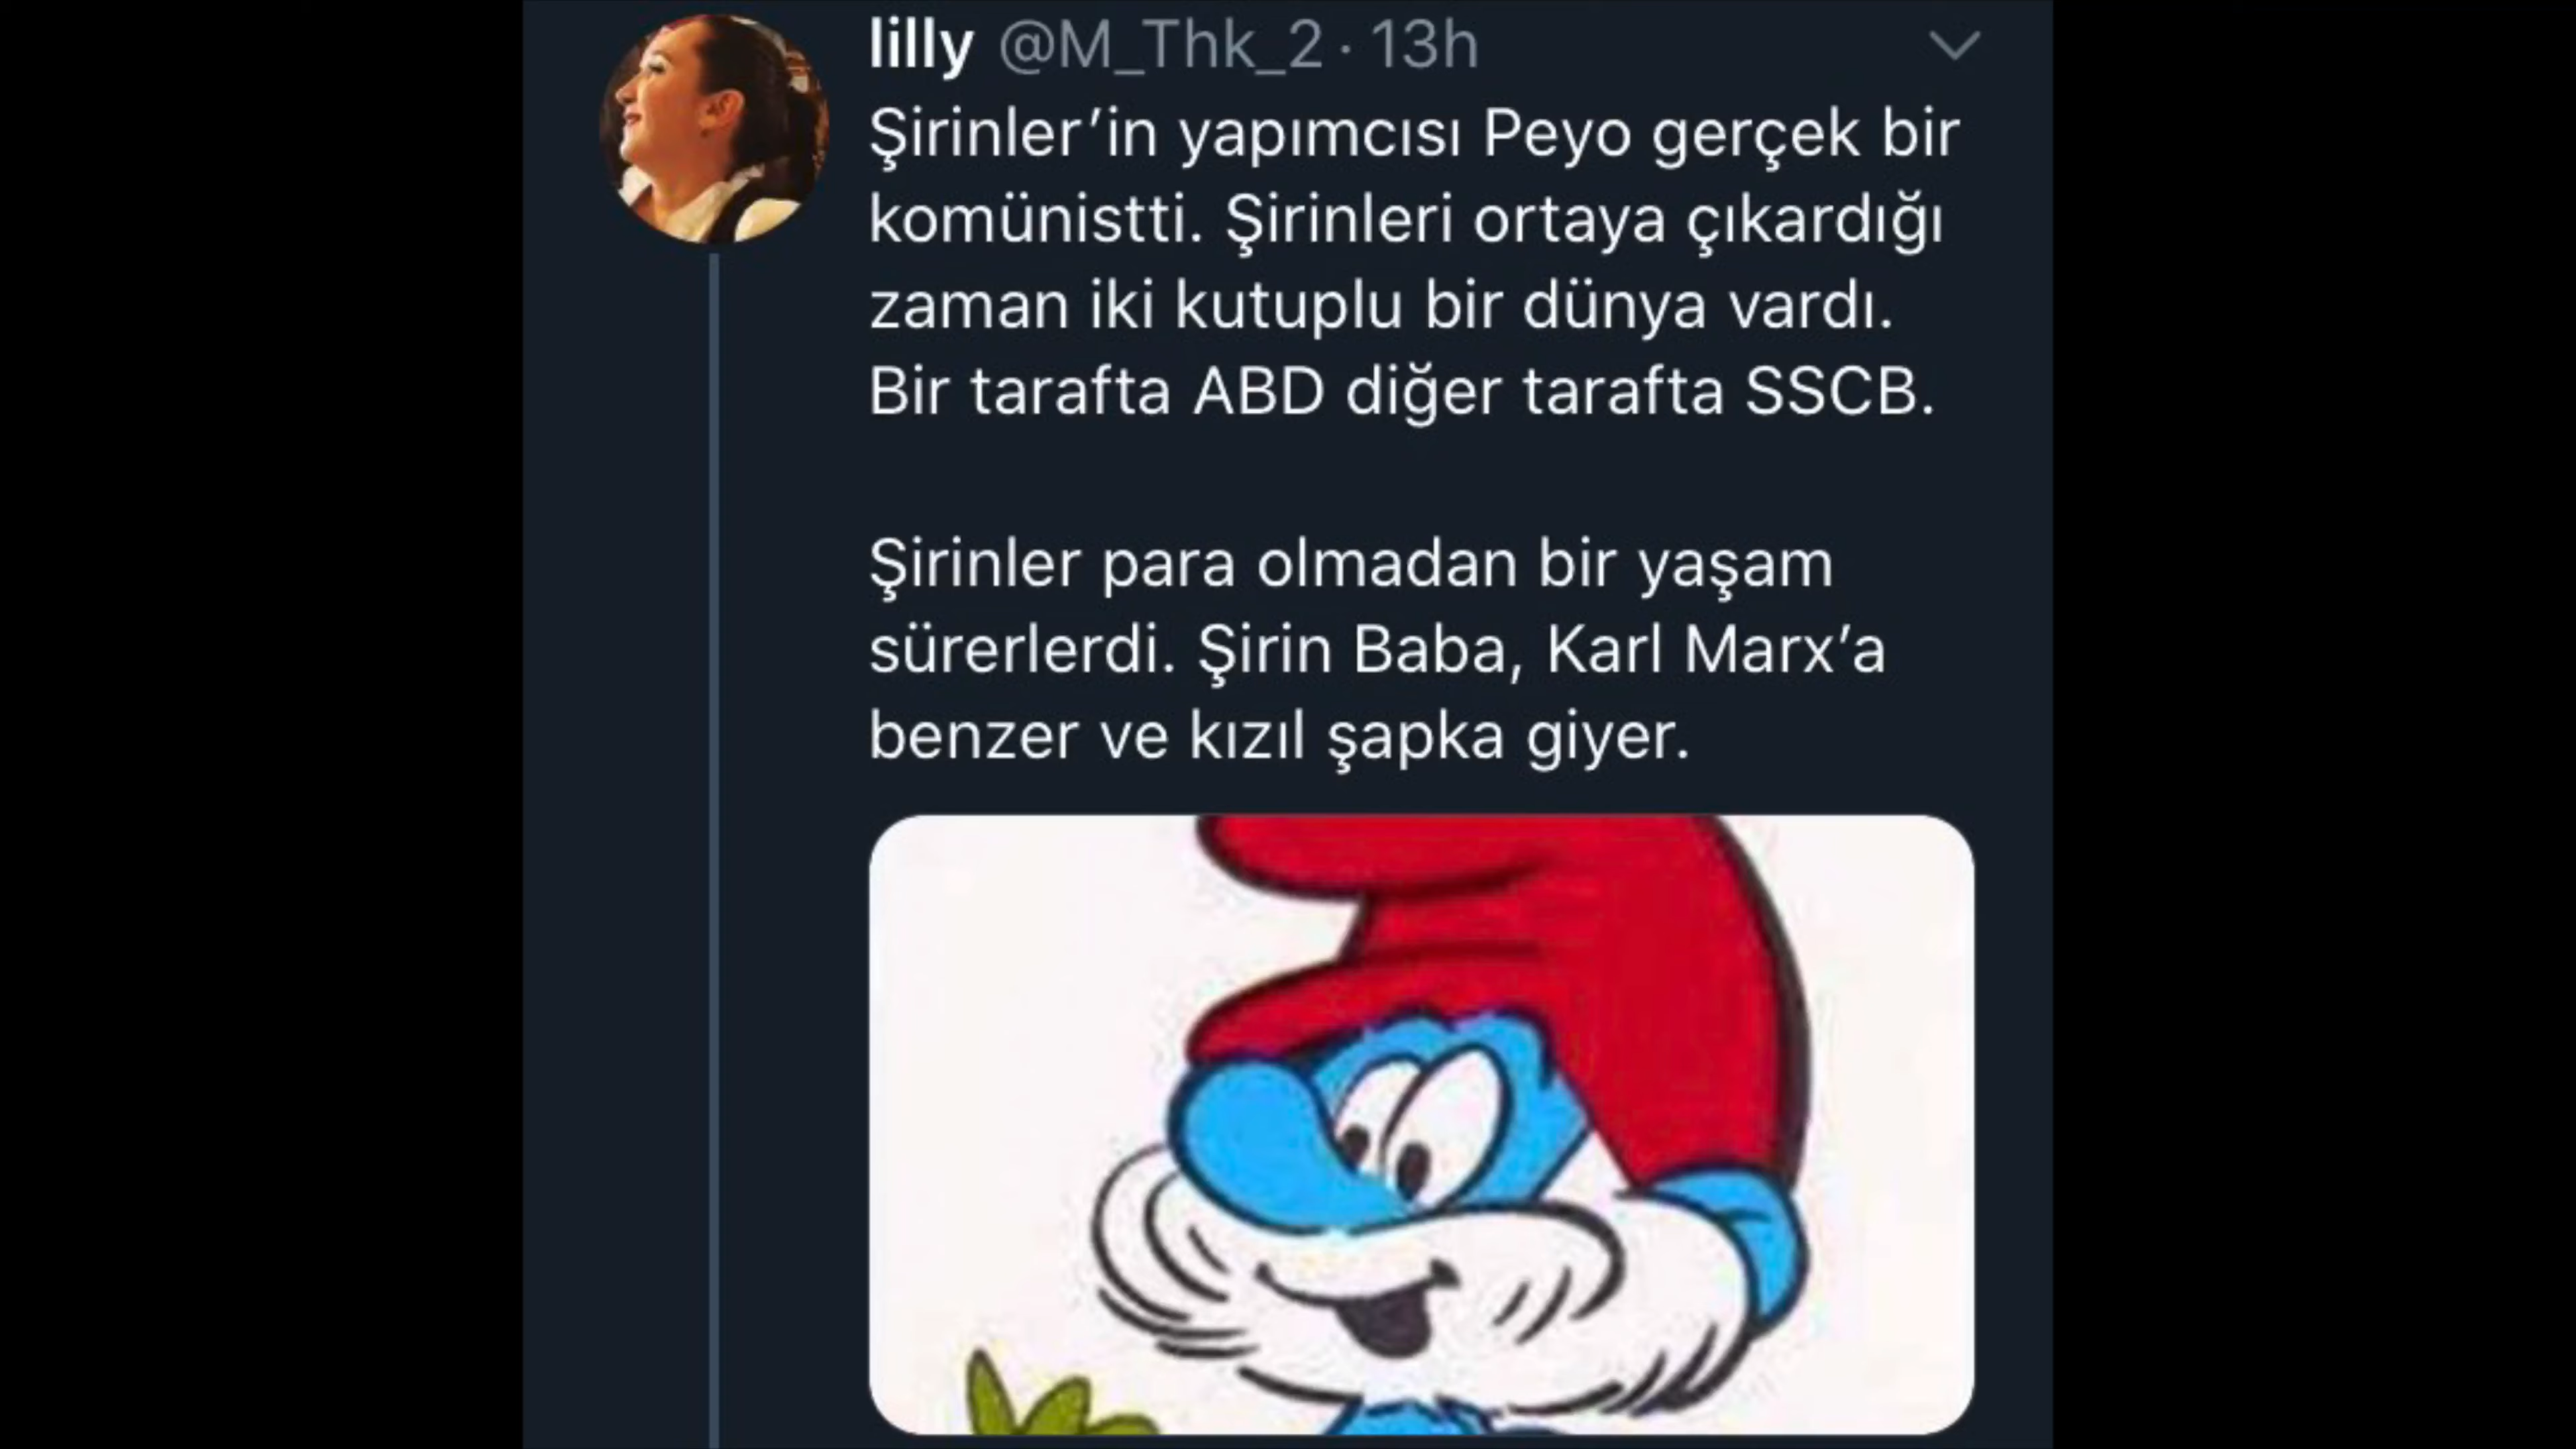 lilly @M_Thk_2 · 13h
Şirinler’in yapımcısı Peyo gerçek bir
komünistti. Şirinleri ortaya çıkardığı
zaman iki kutuplu bir dünya vardı.
Bir tarafta ABD diğer tarafta SSCB.
Şirinler para olmadan bir yaşam
sürerlerdi. Şirin Baba, Karl Marx’a
benzer ve kızıl şapka giyer.